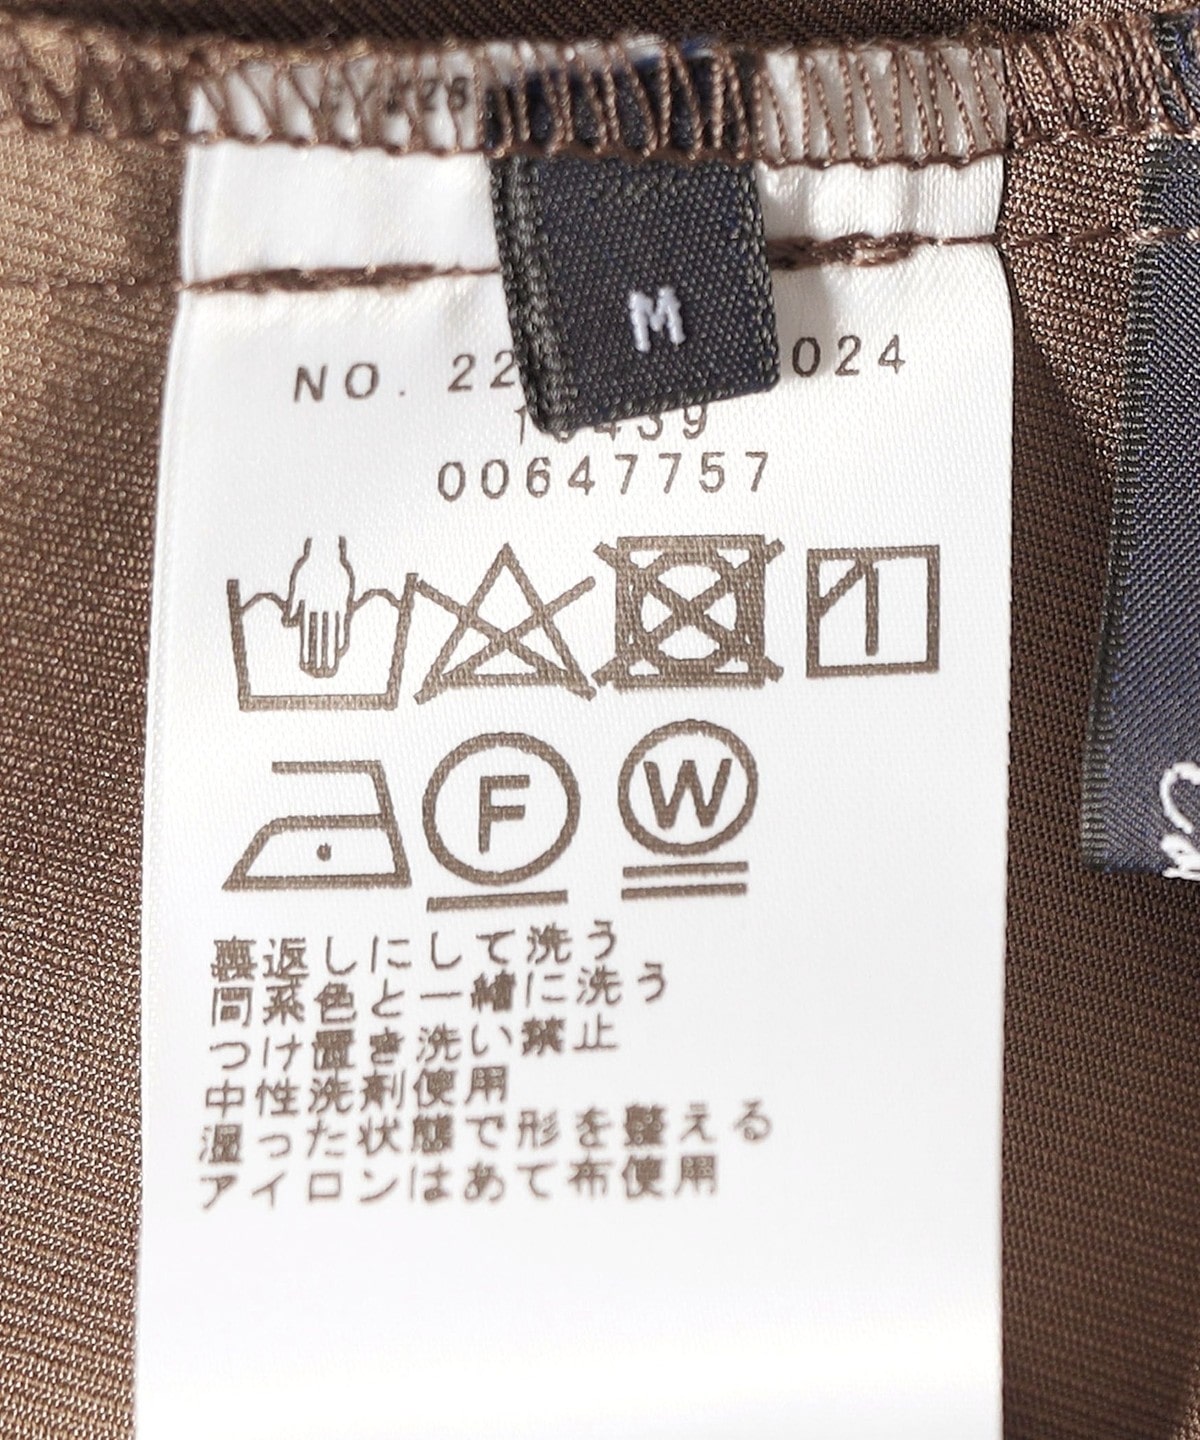 M
NO. 22 024
439
00647757
F
W
裏返しにして洗う
同系色と一緒に洗う
つけ置き洗い禁止
中性洗剤使用
湿った状態で形を整える
アイロンはあて布使用